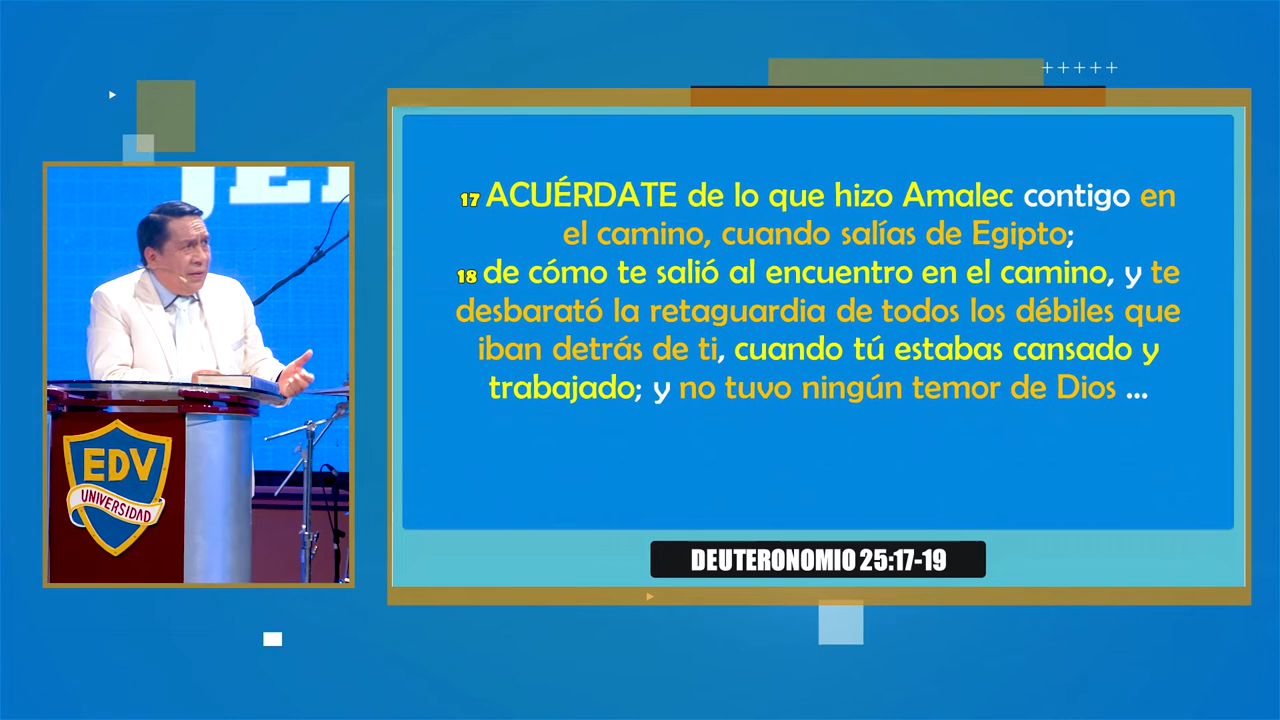 JE
EDV
UNIVERSIDAD
17 ACUÉRDATE de lo que hizo Amalec contigo en
el camino, cuando salías de Egipto;
18 de cómo te salió al encuentro en el camino, y te
desbarató la retaguardia de todos los débiles que
iban detrás de ti, cuando tú estabas cansado y
trabajado; y no tuvo ningún temor de Dios ...
DEUTERONOMIO 25:17-19